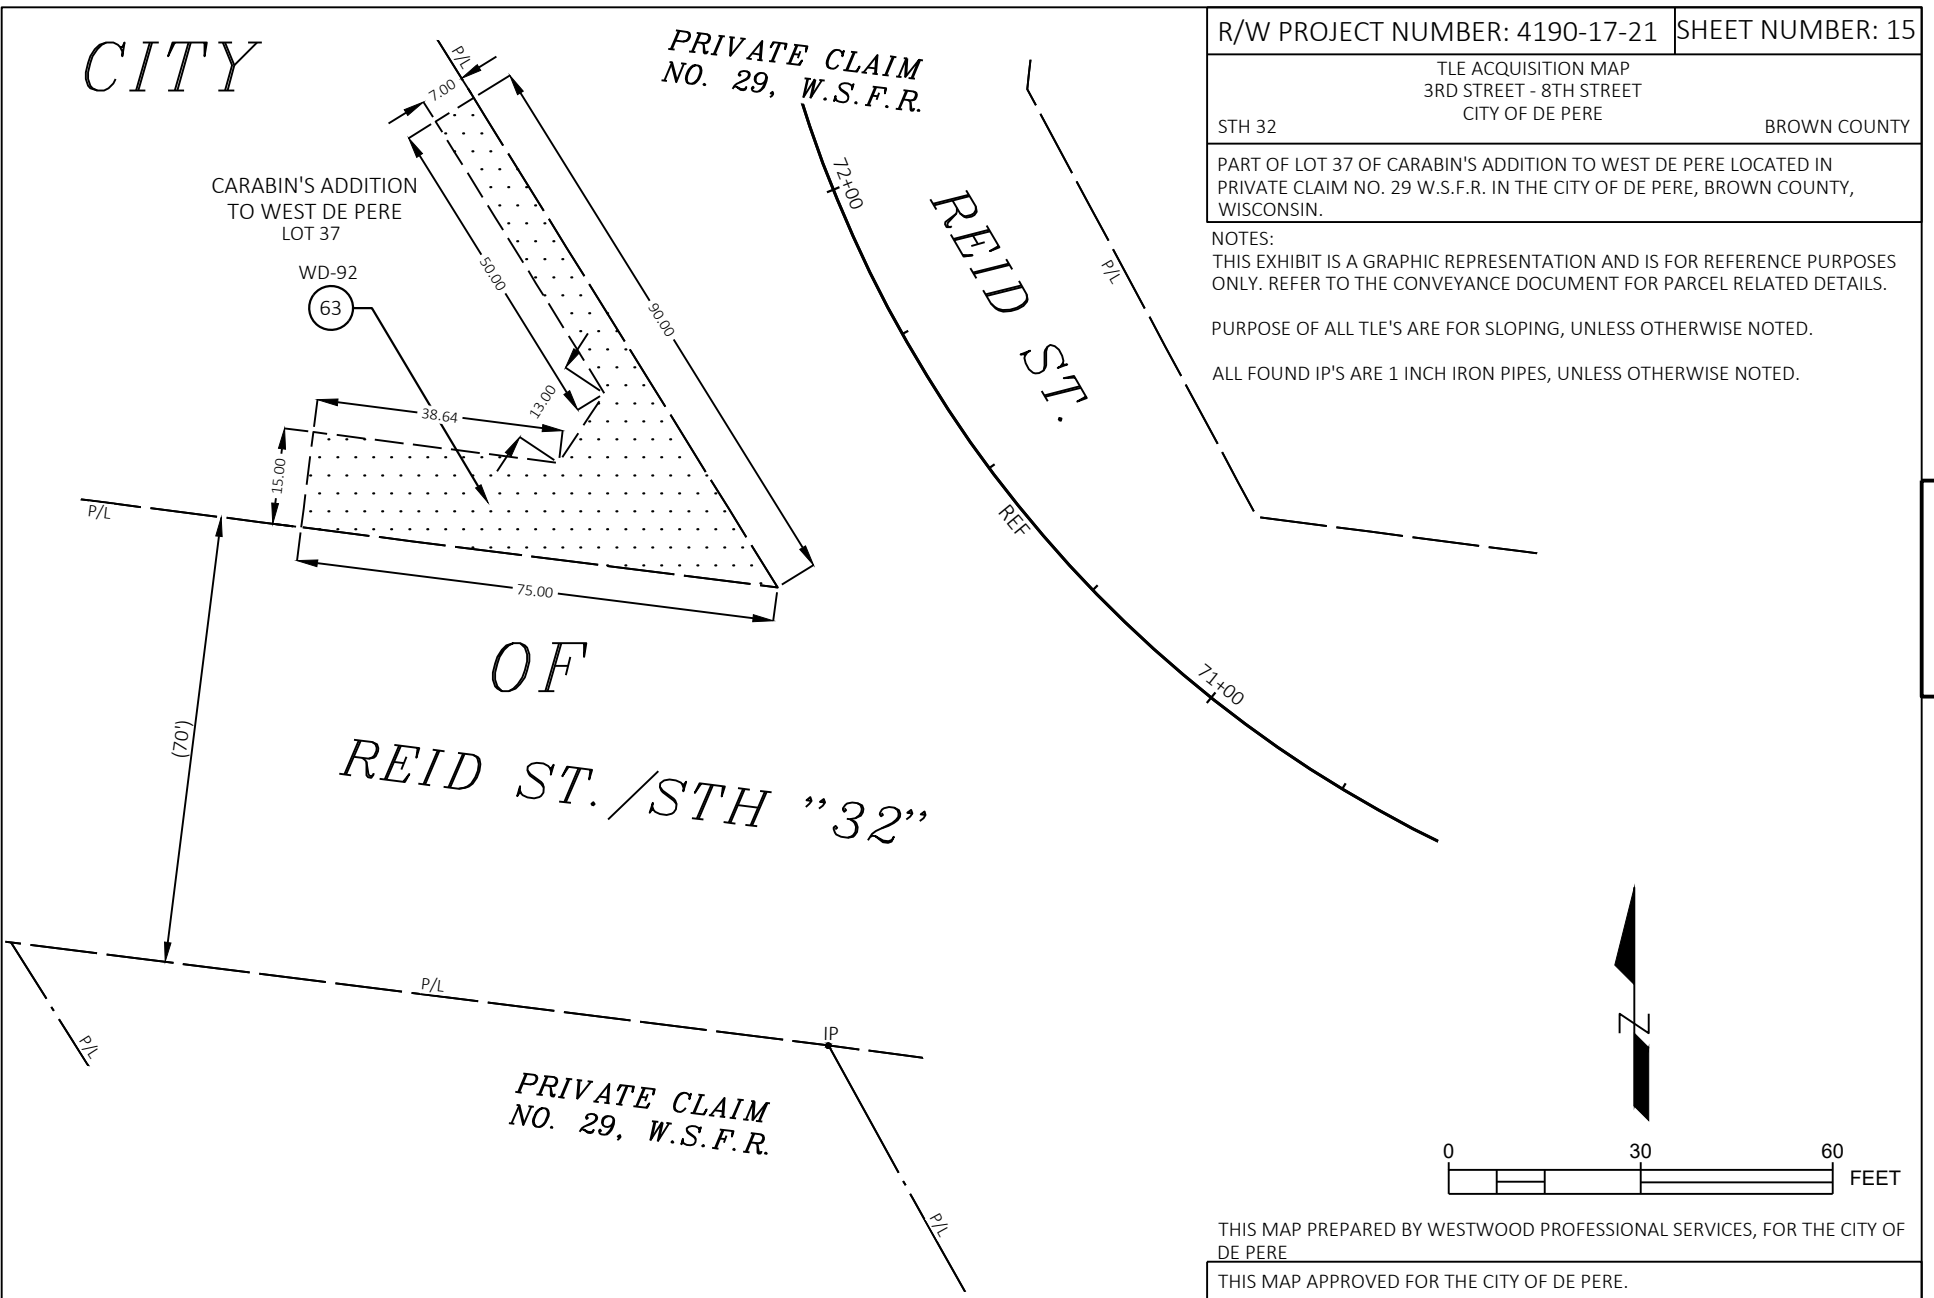 R/W PROJECT NUMBER: 4190-17-21
SHEET NUMBER: 15
TLE ACQUISITION MAP
3RD STREET - 8TH STREET
CITY OF DE PERE
STH 32
BROWN COUNTY
PART OF LOT 37 OF CARABIN'S ADDITION TO WEST DE PERE LOCATED IN
PRIVATE CLAIM NO. 29 W.S.F.R. IN THE CITY OF DE PERE, BROWN COUNTY,
WISCONSIN.
NOTES:
THIS EXHIBIT IS A GRAPHIC REPRESENTATION AND IS FOR REFERENCE PURPOSES
ONLY. REFER TO THE CONVEYANCE DOCUMENT FOR PARCEL RELATED DETAILS.
PURPOSE OF ALL TLE'S ARE FOR SLOPING, UNLESS OTHERWISE NOTED.
ALL FOUND IP'S ARE 1 INCH IRON PIPES, UNLESS OTHERWISE NOTED.
CITY
P/L
7.00
PRIVATE CLAIM
NO. 29, W.S.F.R.
CARABIN'S ADDITION
TO WEST DE PERE
LOT 37
WD-92
63
50.00
90.00
72+00
REID ST.
P/L
38.64
13.00
15.00
P/L
75.00
REF
71+00
OF
(70')
REID ST./STH "32"
P/L
P/L
IP
PRIVATE CLAIM
NO. 29, W.S.F.R.
P/L
N
0 30 60
FEET
THIS MAP PREPARED BY WESTWOOD PROFESSIONAL SERVICES, FOR THE CITY OF
DE PERE
THIS MAP APPROVED FOR THE CITY OF DE PERE.